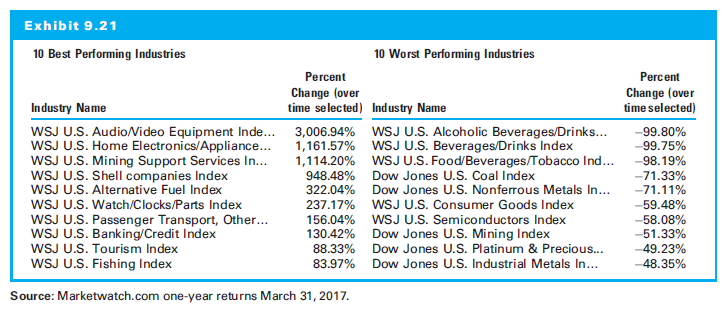 Exhibit 9.21
10 Best Performing Industries 10 Worst Performing Industries
Percent Percent
Change (over Change (over
Industry Name time selected) Industry Name time selected)
WSJ U.S. Audio/Video Equipment Inde... 3,006.94% WSJ U.S. Alcoholic Beverages/Drinks... –99.80%
WSJ U.S. Home Electronics/Appliance... 1,161.57% WSJ U.S. Beverages/Drinks Index –99.75%
WSJ U.S. Mining Support Services In... 1,114.20% WSJ U.S. Food/Beverages/Tobacco Ind... –98.19%
WSJ U.S. Shell companies Index 948.48% Dow Jones U.S. Coal Index –71.33%
WSJ U.S. Alternative Fuel Index 322.04% Dow Jones U.S. Nonferrous Metals In... –71.11%
WSJ U.S. Watch/Clocks/Parts Index 237.17% WSJ U.S. Consumer Goods Index –59.48%
WSJ U.S. Passenger Transport, Other... 156.04% WSJ U.S. Semiconductors Index –58.08%
WSJ U.S. Banking/Credit Index 130.42% Dow Jones U.S. Mining Index –51.33%
WSJ U.S. Tourism Index 88.33% Dow Jones U.S. Platinum & Precious... –49.23%
WSJ U.S. Fishing Index 83.97% Dow Jones U.S. Industrial Metals In... –48.35%
Source: Marketwatch.com one-year returns March 31, 2017.